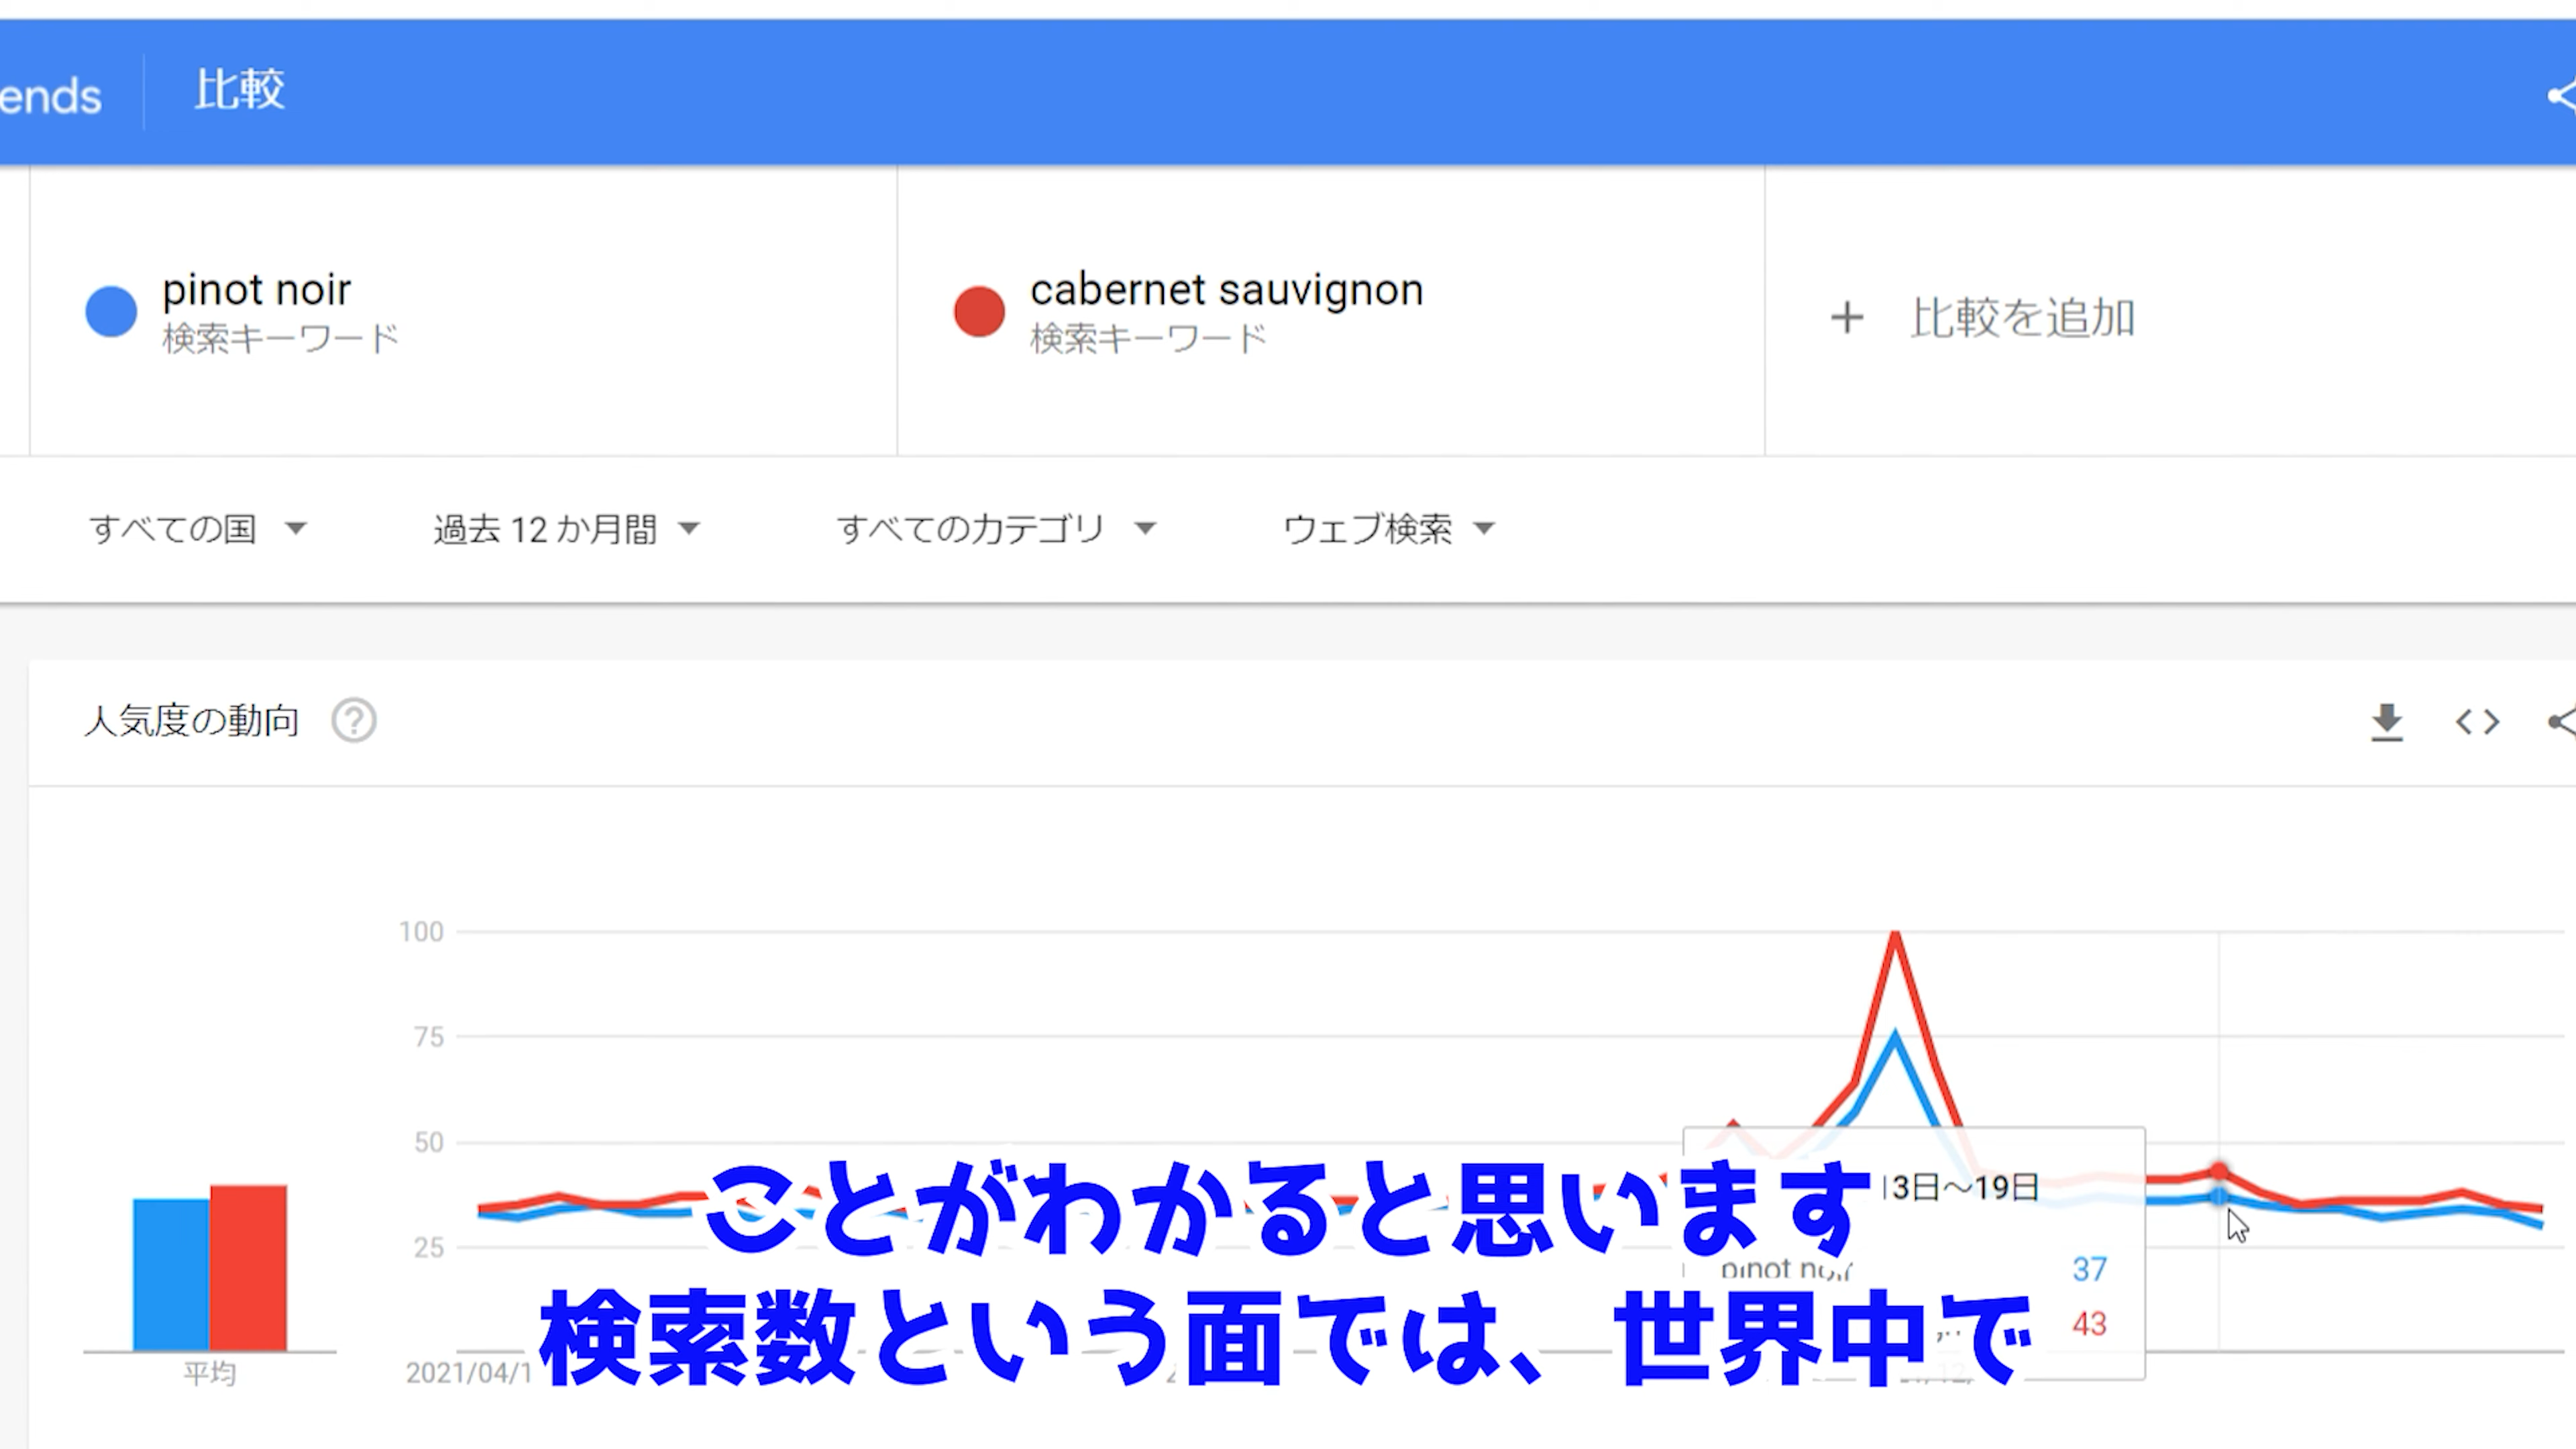 ends 比較
pinot noir
検索キーワード
cabernet sauvignon
検索キーワード
+ 比較を追加
すべての国 過去 12 か月間 すべてのカテゴリ ウェブ検索
人気度の動向 ?
100
75
50
25
平均
2021/04/1
3日～19日
pinot noir 37
43
ことがわかると思います
検索数という面では、世界中で